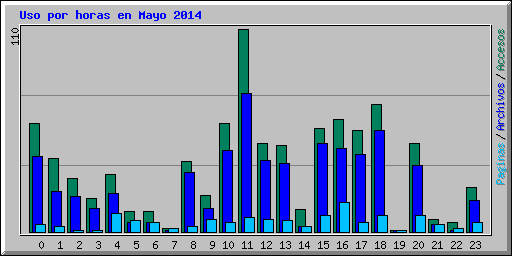 Uso por horas en Mayo 2014
110
Paginas / Archivos / Accesos
0 1 2 3 4 5 6 7 8 9 10 11 12 13 14 15 16 17 18 19 20 21 22 23